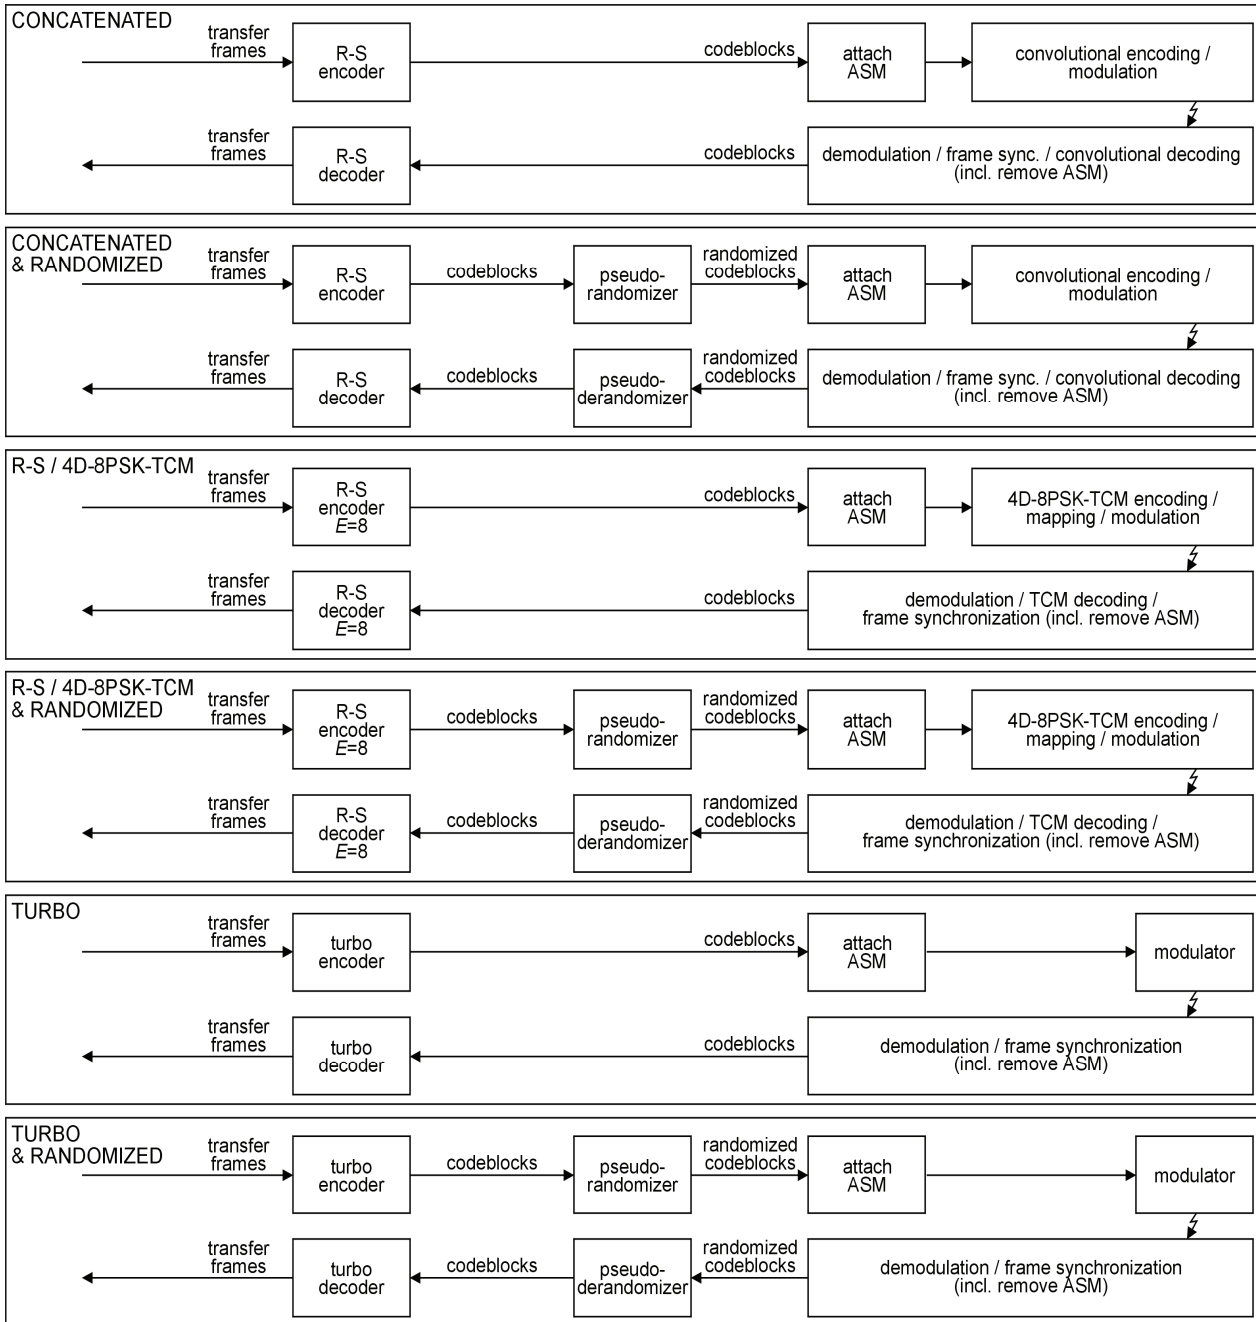 CONCATENATED
transfer
frames
R-S
encoder
codeblocks
attach
ASM
convolutional encoding /
modulation
transfer
frames
R-S
decoder
codeblocks
demodulation / frame sync. / convolutional decoding
(incl. remove ASM)
CONCATENATED
& RANDOMIZED
transfer
frames
R-S
encoder
codeblocks
pseudo-
randomizer
randomized
codeblocks
attach
ASM
convolutional encoding /
modulation
transfer
frames
R-S
decoder
codeblocks
pseudo-
derandomizer
randomized
codeblocks
demodulation / frame sync. / convolutional decoding
(incl. remove ASM)
R-S / 4D-8PSK-TCM
transfer
frames
R-S
encoder
E=8
codeblocks
attach
ASM
4D-8PSK-TCM encoding /
mapping / modulation
transfer
frames
R-S
decoder
E=8
codeblocks
demodulation / TCM decoding /
frame synchronization (incl. remove ASM)
R-S / 4D-8PSK-TCM
& RANDOMIZED
transfer
frames
R-S
encoder
E=8
codeblocks
pseudo-
randomizer
randomized
codeblocks
attach
ASM
4D-8PSK-TCM encoding /
mapping / modulation
transfer
frames
R-S
decoder
E=8
codeblocks
pseudo-
derandomizer
randomized
codeblocks
demodulation / TCM decoding /
frame synchronization (incl. remove ASM)
TURBO
transfer
frames
turbo
encoder
codeblocks
attach
ASM
modulator
transfer
frames
turbo
decoder
codeblocks
demodulation / frame synchronization
(incl. remove ASM)
TURBO
& RANDOMIZED
transfer
frames
turbo
encoder
codeblocks
pseudo-
randomizer
randomized
codeblocks
attach
ASM
modulator
transfer
frames
turbo
decoder
codeblocks
pseudo-
derandomizer
randomized
codeblocks
demodulation / frame synchronization
(incl. remove ASM)